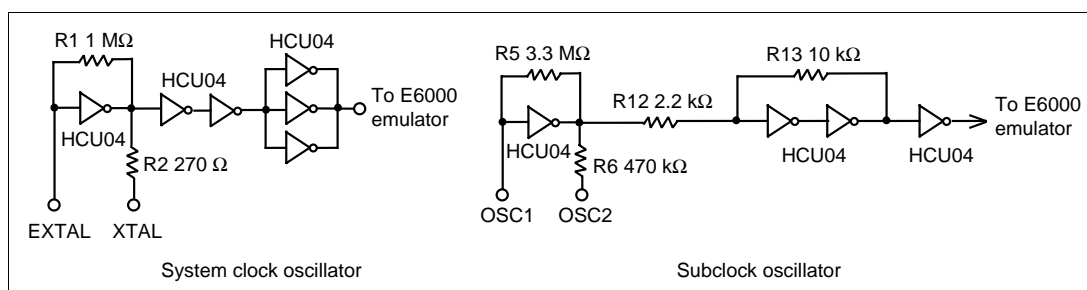 R1 1 MΩ
HCU04
HCU04
HCU04
R2 270 Ω
To E6000
emulator
EXTAL
XTAL
System clock oscillator
R5 3.3 MΩ
HCU04
R6 470 kΩ
R12 2.2 kΩ
R13 10 kΩ
HCU04
HCU04
To E6000
emulator
OSC1
OSC2
Subclock oscillator